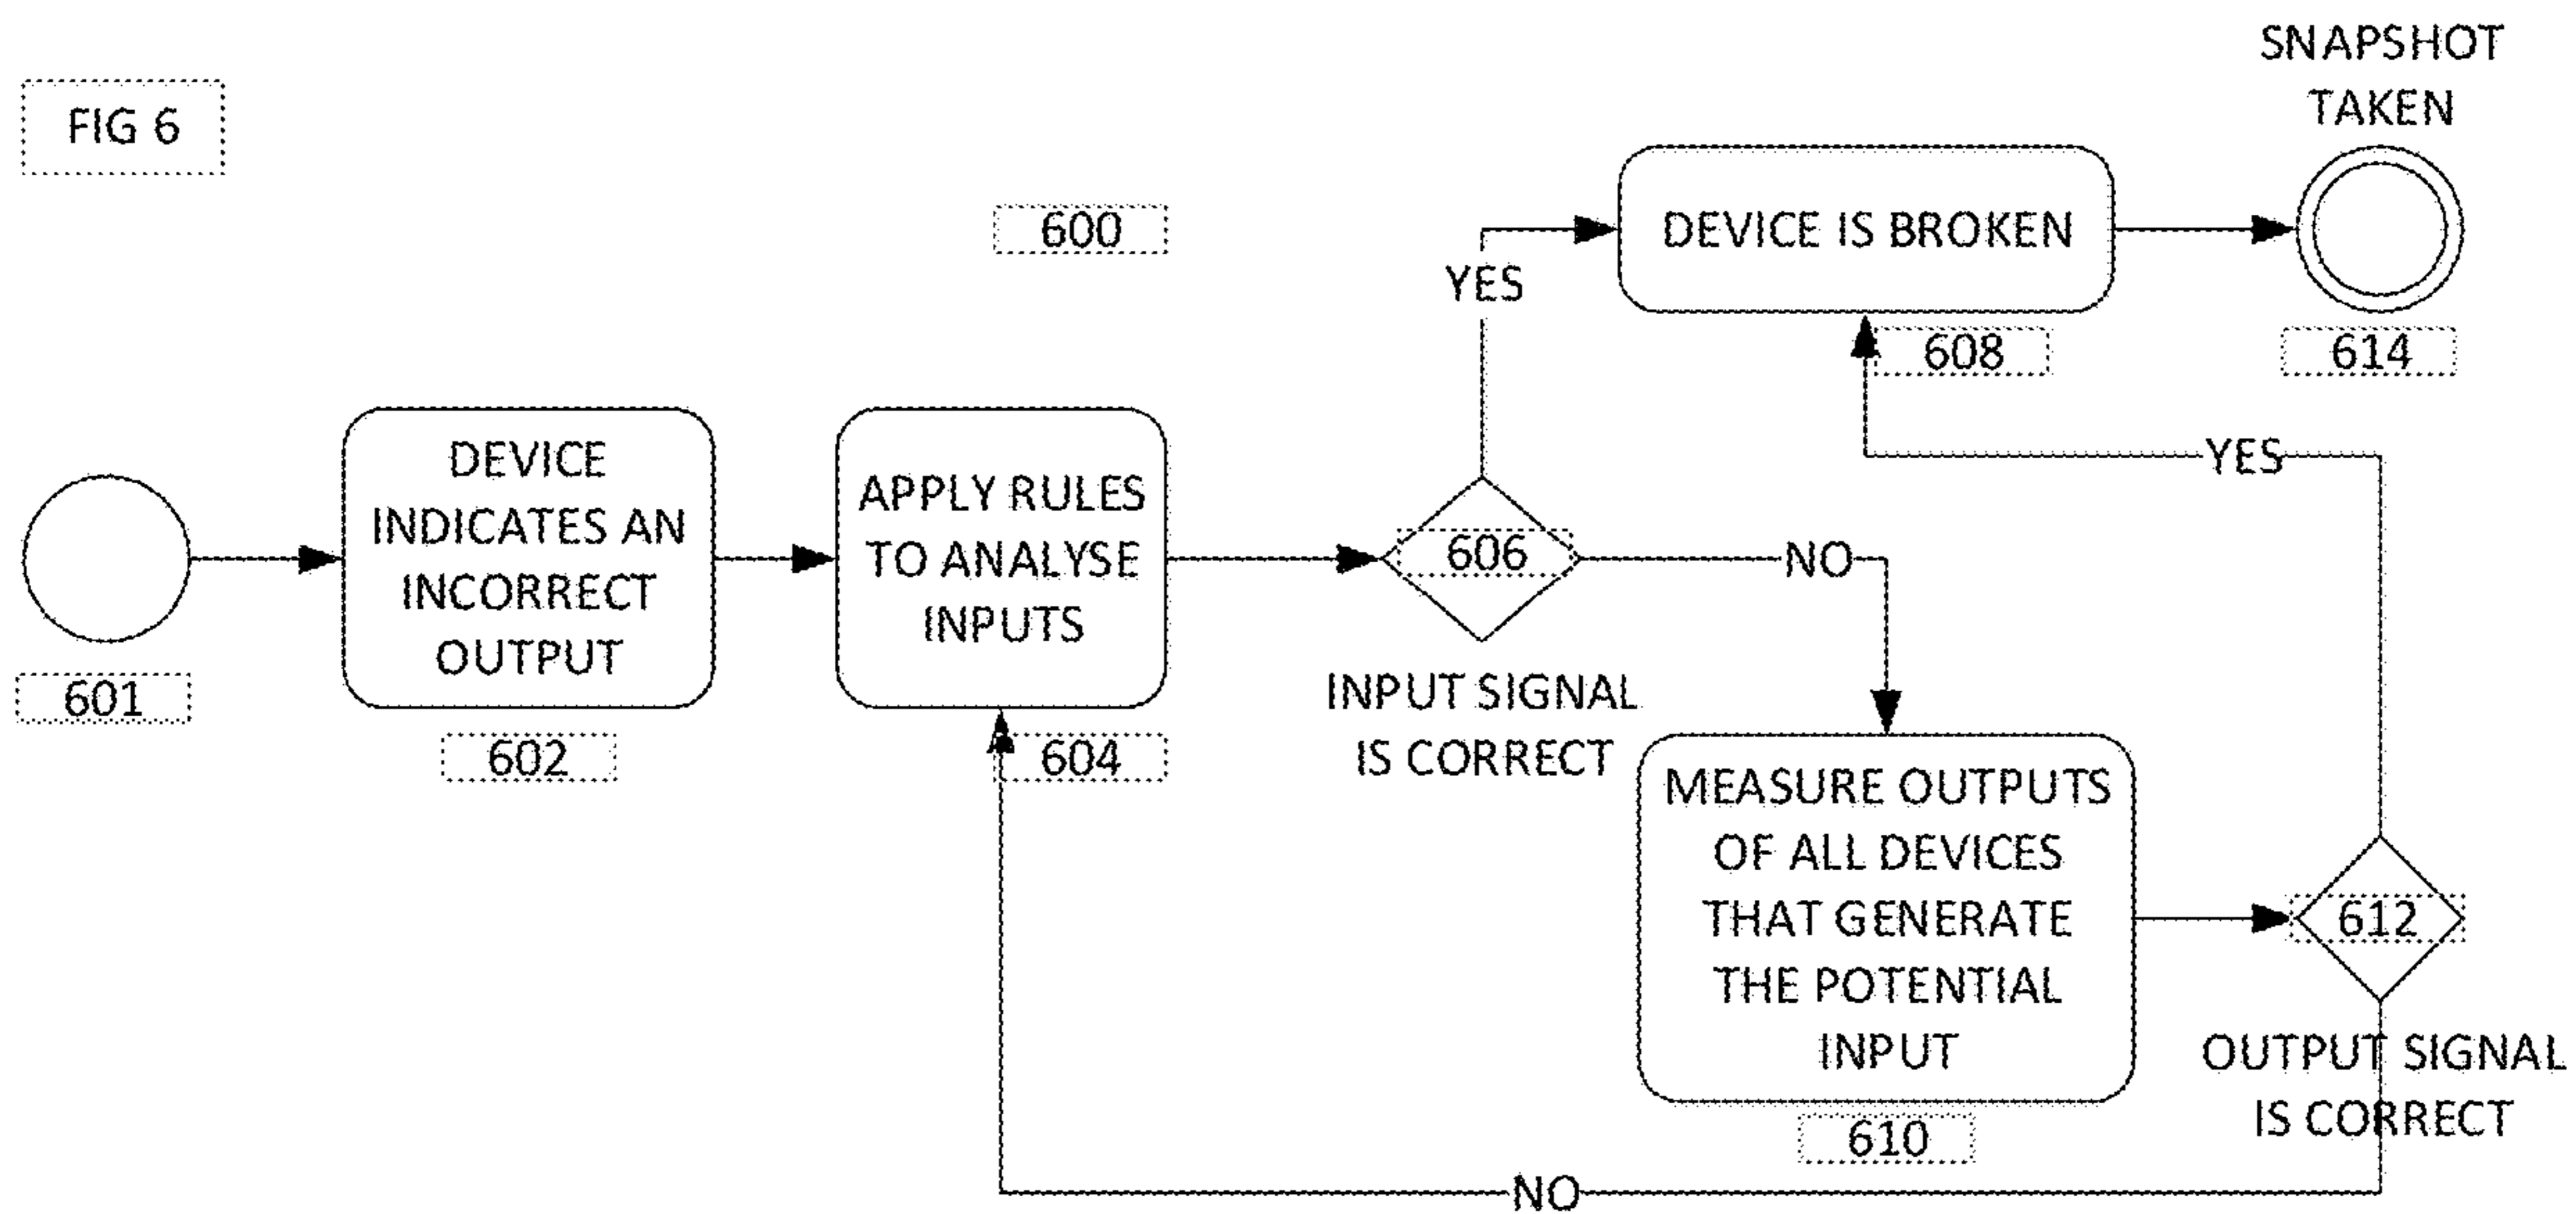 FIG 6
600
601
DEVICE
INDICATES AN
INCORRECT
OUTPUT
602
APPLY RULES
TO ANALYSE
INPUTS
604
606
INPUT SIGNAL
IS CORRECT
YES
DEVICE IS BROKEN
608
SNAPSHOT
TAKEN
614
NO
MEASURE OUTPUTS
OF ALL DEVICES
THAT GENERATE
THE POTENTIAL
INPUT
610
612
OUTPUT SIGNAL
IS CORRECT
YES
NO